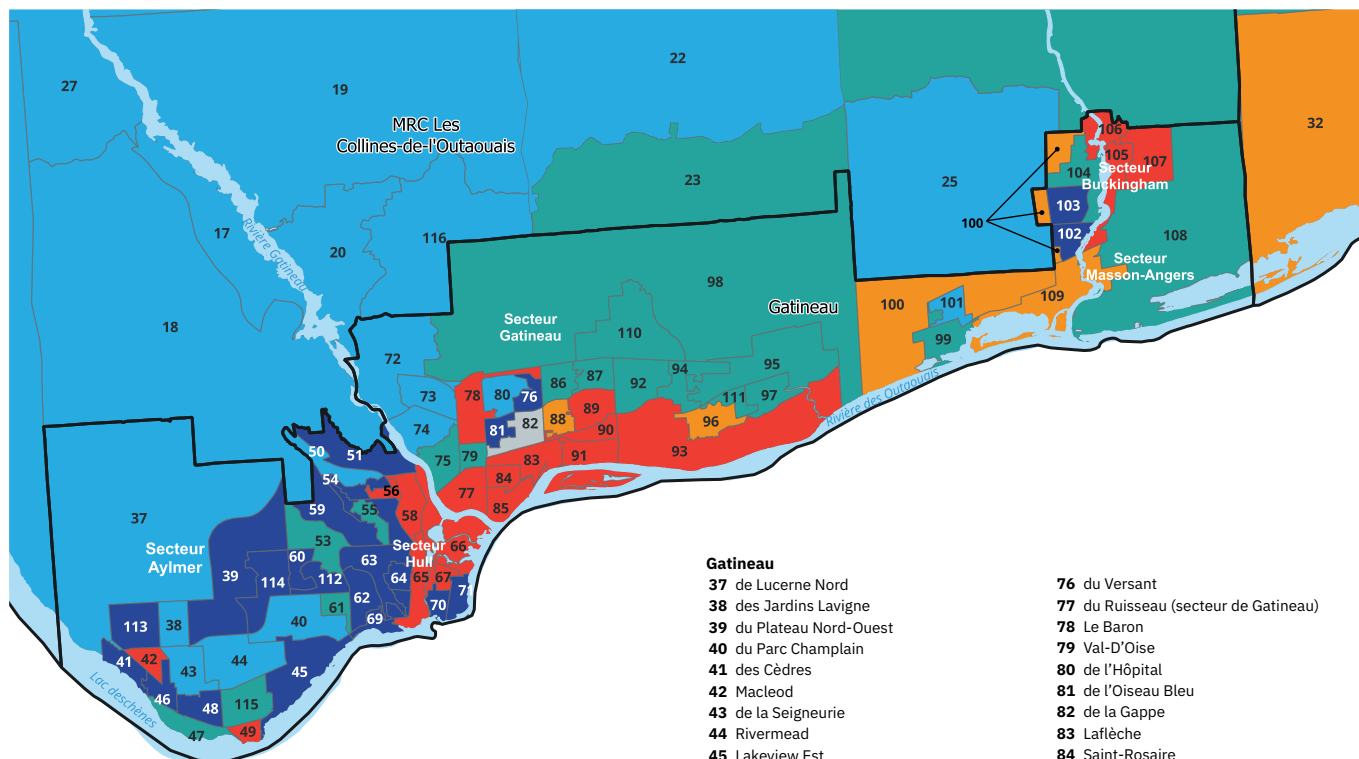 22
27
19
32
MRC Les
Collines-de-l'Outaouais
106
105
107
104
Secteur
Buckingham
23
25
103
100
17
Rivière Gatineau
116
20
102
108
Secteur
Masson-Angers
98
Gatineau
100
101
109
18
Secteur
Gatineau
110
99
72
95
94
87
86
92
73
78
80
76
111
97
Rivière des Outaouais
89
88
96
82
81
74
90
93
50
51
75
79
83
91
54
84
56
77
59
55
58
85
37
53
Secteur
Aylmer
Secteur
Hull
66
60
63
39
114
112
64
65
67
62
70
61
69
113
38
40
41
42
43
44
45
46
48
115
47
49
Lac deschênes
Gatineau
37 de Lucerne Nord
38 des Jardins Lavigne
39 du Plateau Nord-Ouest
40 du Parc Champlain
41 des Cèdres
42 Macleod
43 de la Seigneurie
44 Rivermead
45 Lakeview Est
76 du Versant
77 du Ruisseau (secteur de Gatineau)
78 Le Baron
79 Val-D’Oise
80 de l’Hôpital
81 de l’Oiseau Bleu
82 de la Gappe
83 Laflèche
84 Saint-Rosaire